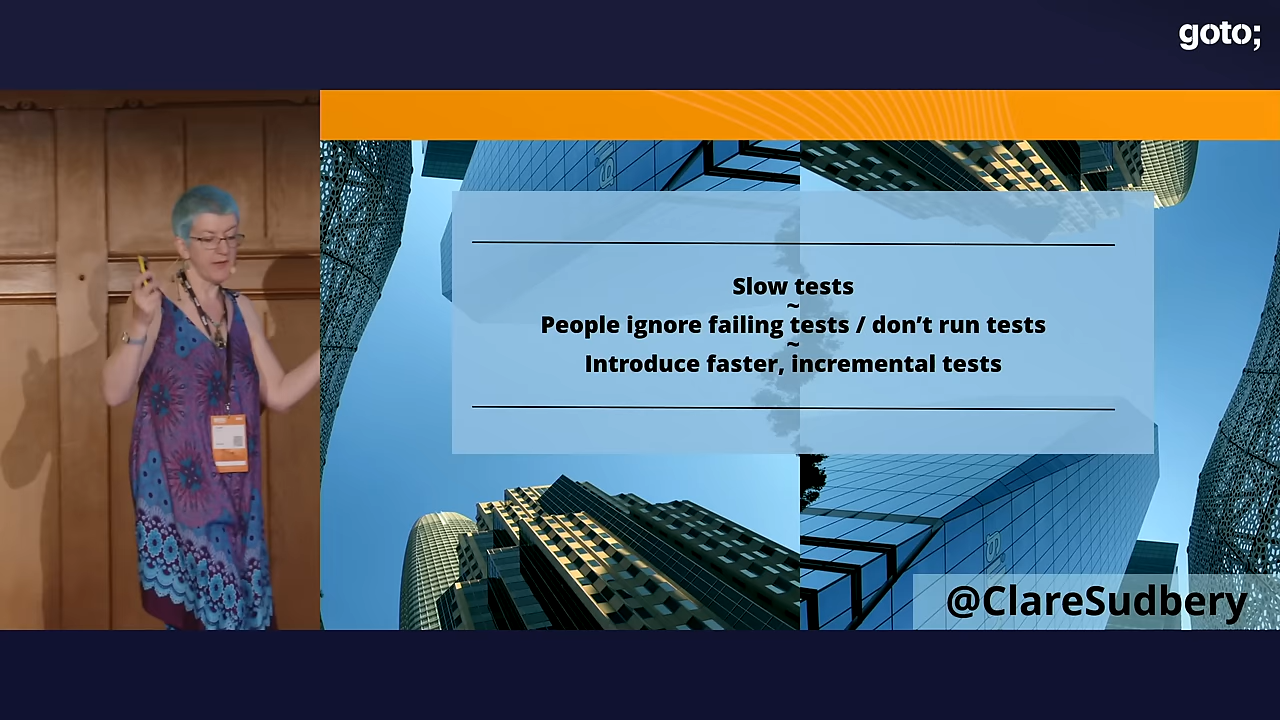 goto;
Slow tests
~
People ignore failing tests / don’t run tests
~
Introduce faster, incremental tests
@ClareSudbery